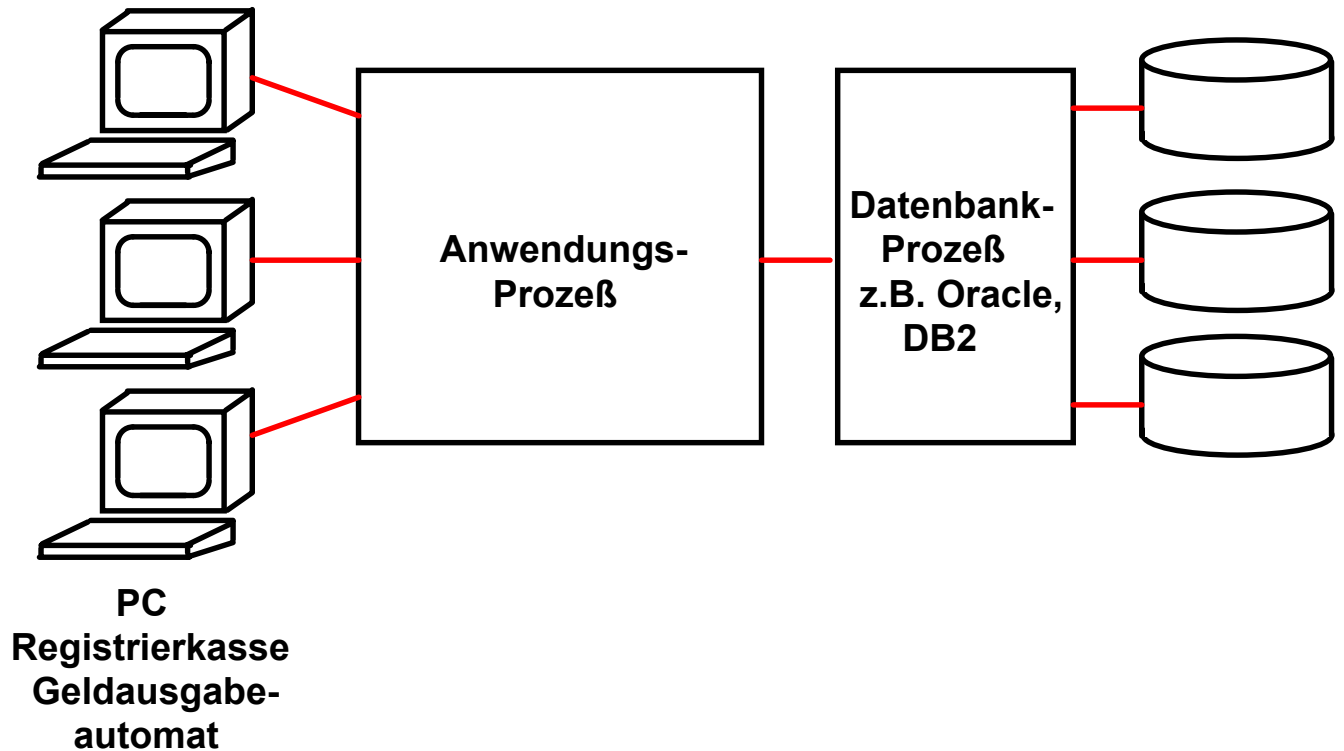 Anwendungs-
Prozeß
Datenbank-
Prozeß
z.B. Oracle,
DB2
PC
Registrierkasse
Geldausgabe-
automat